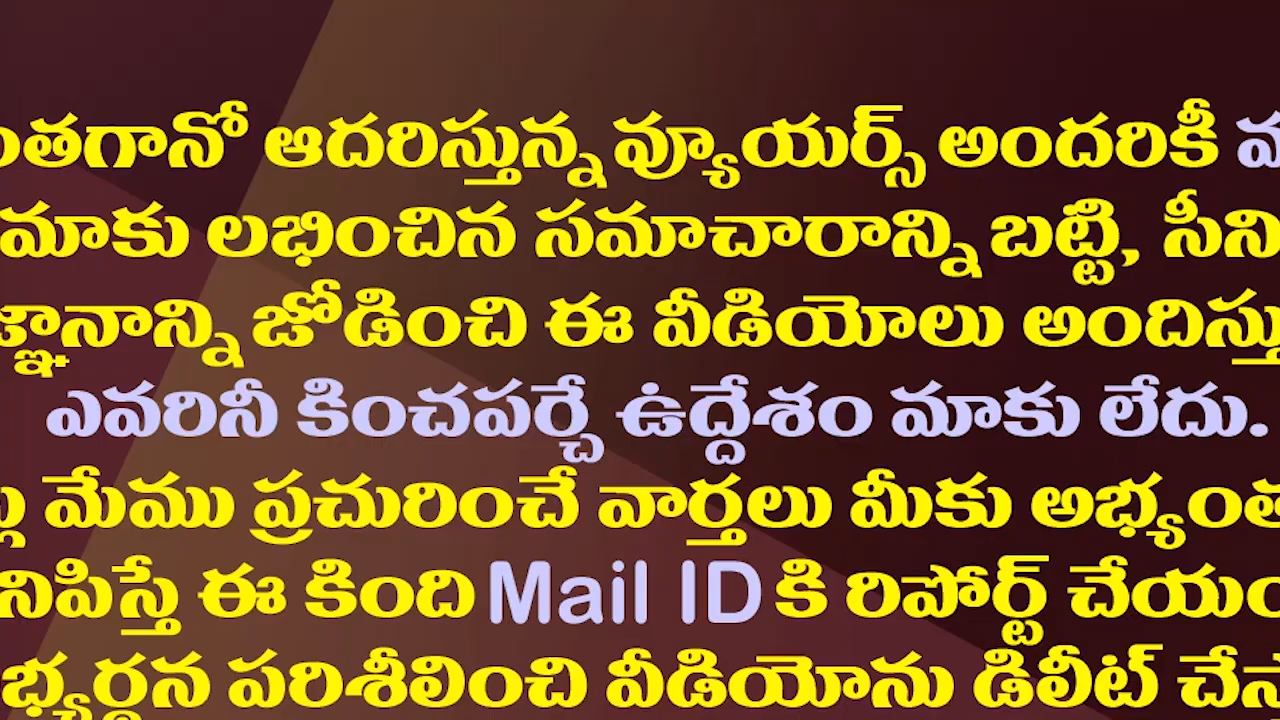 ంతగానో ఆదరిస్తున్న వ్యూయర్స్ అందరికీ
మాకు లభించిన సమాచారాన్ని బట్టి, సీని
జ్ఞానాన్ని జోడించి ఈ వీడియోలు అందిస్తు
ఎవరినీ కించపర్చే ఉద్దేశం మాకు లేదు.
మేము ప్రచురించే వార్తలు మీకు అభ్యంత
నిపిస్తే ఈ కింది Mail ID కి రిపోర్ట్ చేయం
భ్యర్థన పరిశీలించి వీడియోను డిలీట్ చేస